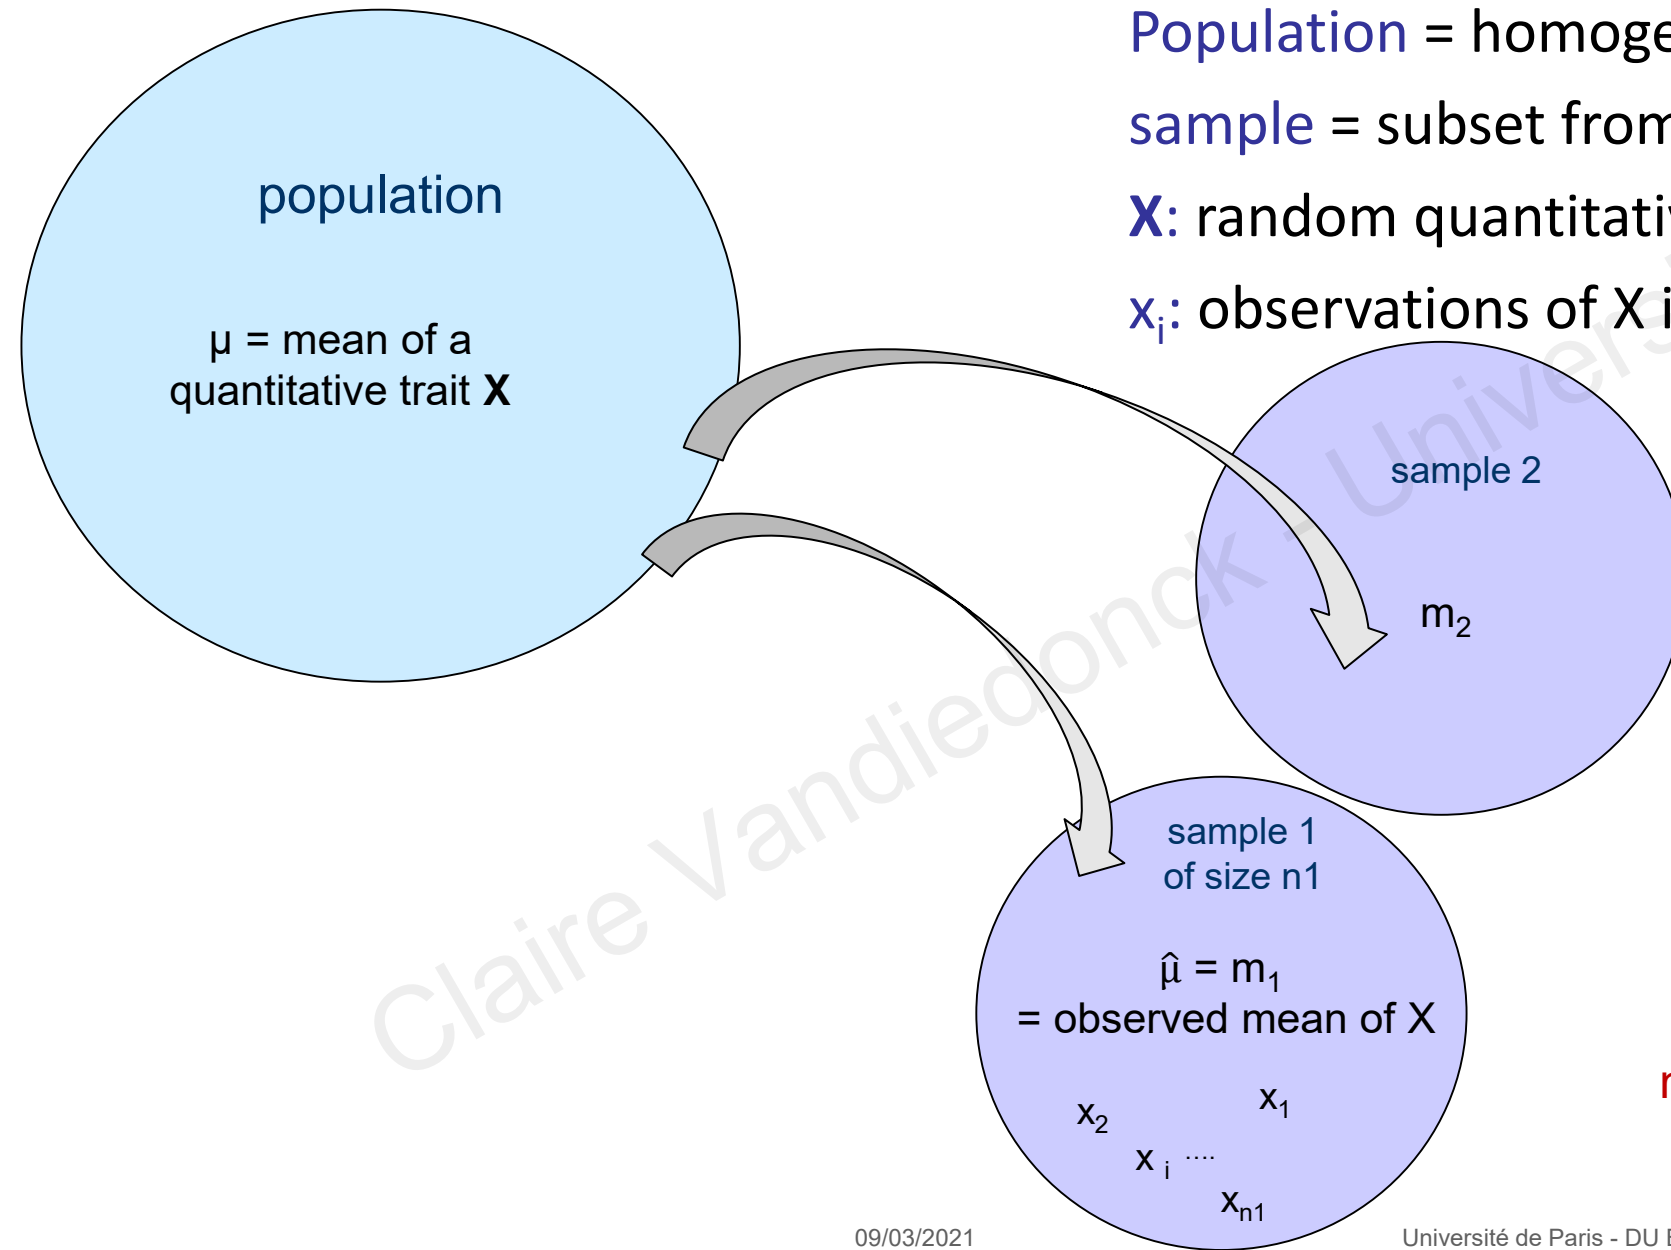 Population = homoge
sample = subset from
X: random quantitativ
xi: observations of X i
population
μ = mean of a
quantitative trait X
sample 2
m2
sample 1
of size n1
μ̂ = m1
= observed mean of X
x2 x1
x i ....
xn1
Claire Vandiedonck - Univers
09/03/2021
Université de Paris - DU